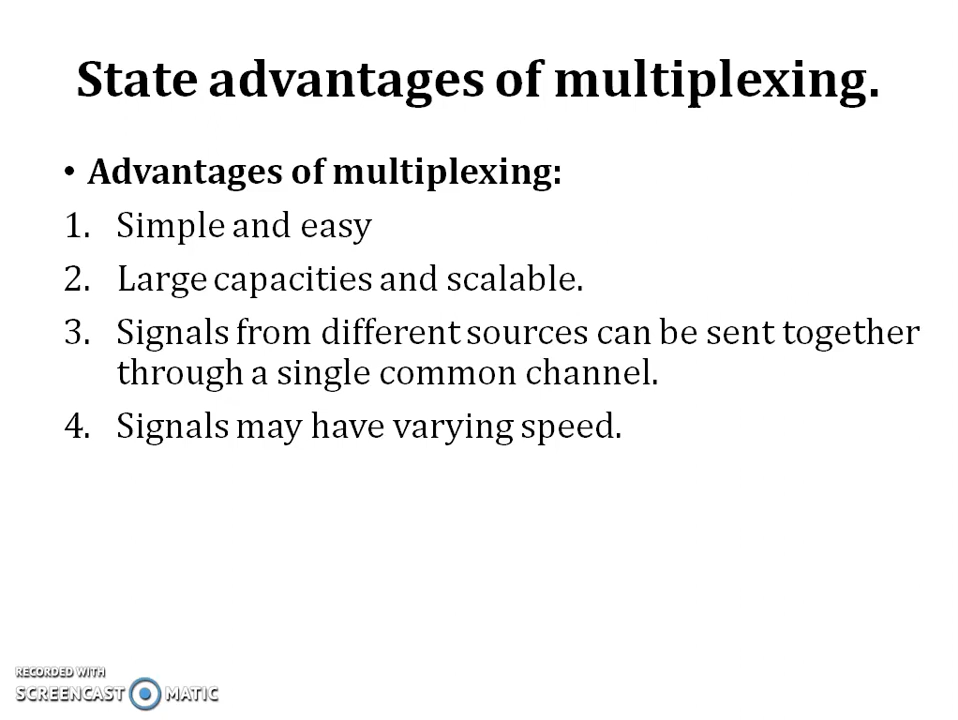 State advantages of multiplexing.
• Advantages of multiplexing:
1. Simple and easy
2. Large capacities and scalable.
3. Signals from different sources can be sent together
through a single common channel.
4. Signals may have varying speed.
RECORDED WITH
SCREENCAST MATIC